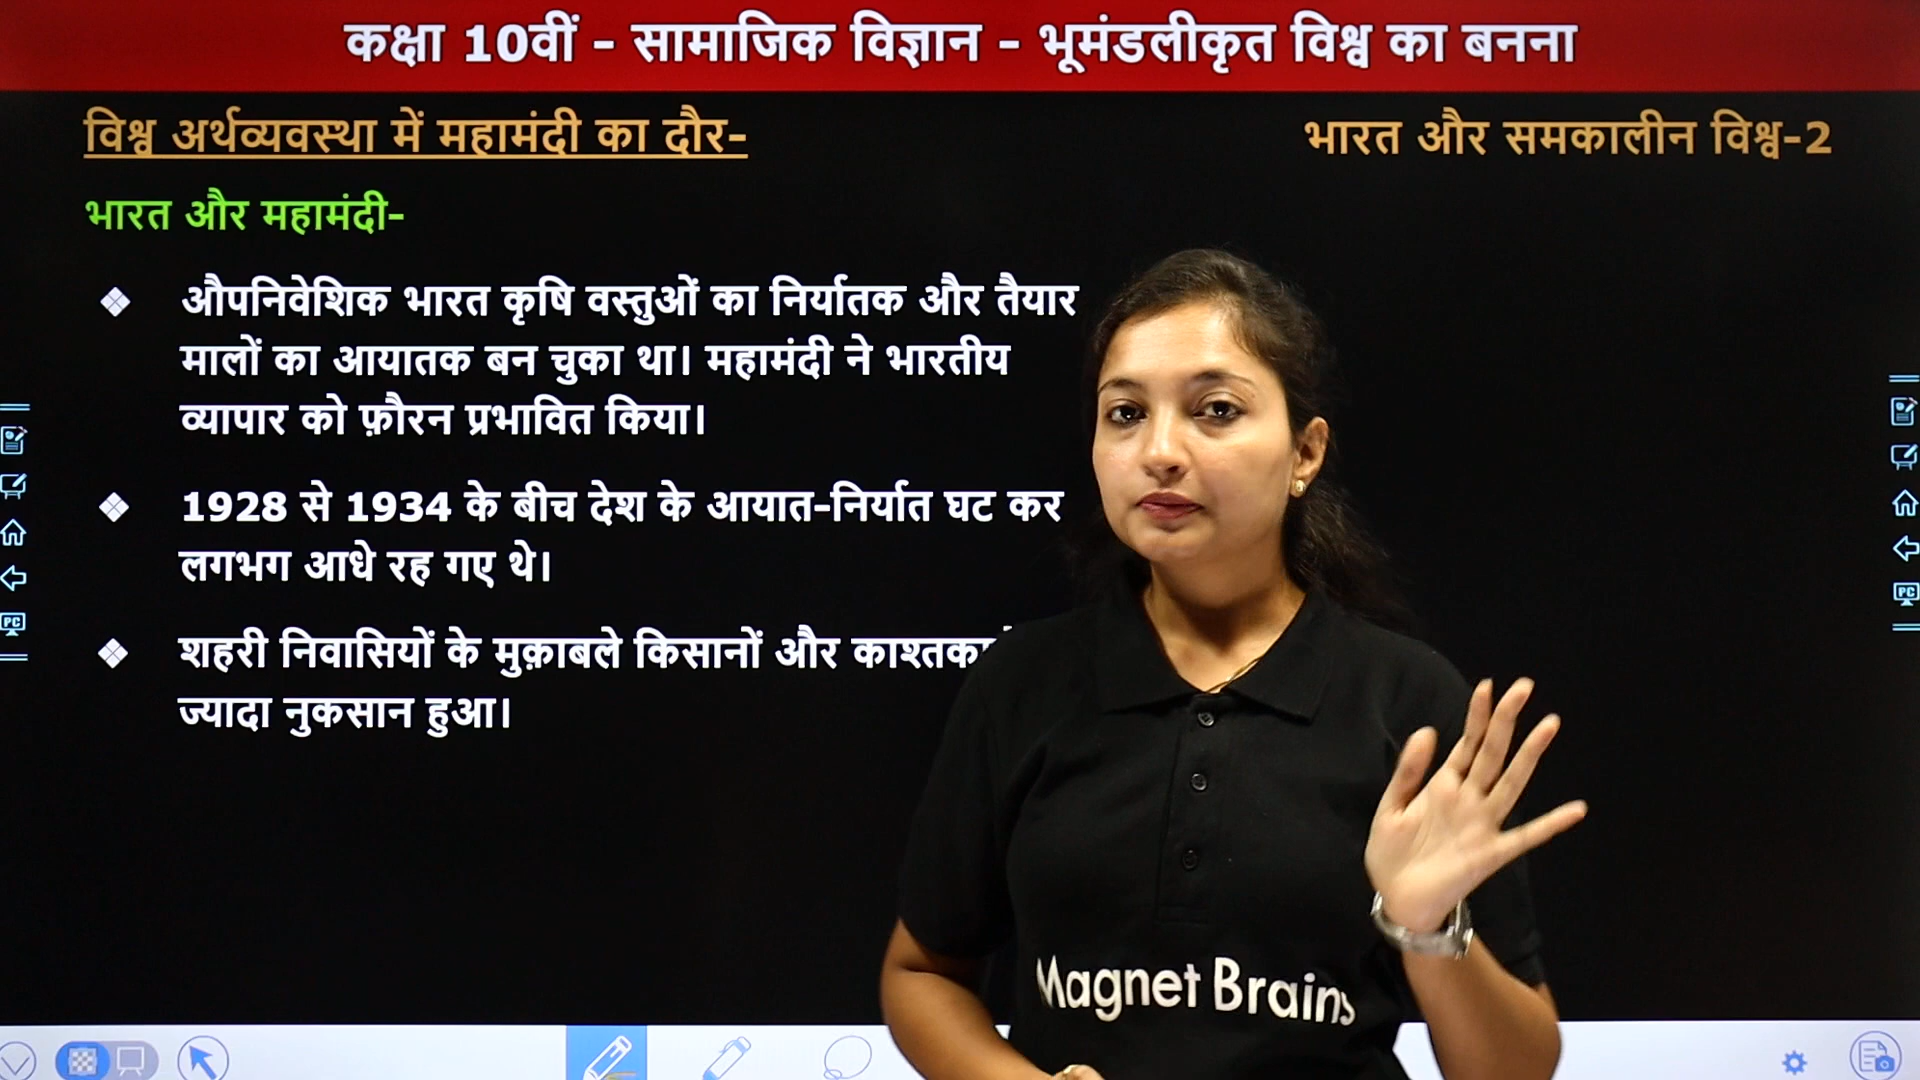 कक्षा 10वीं - सामाजिक विज्ञान - भूमंडलीकृत विश्व का बनना
विश्व अर्थव्यवस्था में महामंदी का दौर-
भारत और समकालीन विश्व-2
भारत और महामंदी-
❖ औपनिवेशिक भारत कृषि वस्तुओं का निर्यातक और तैयार
मालों का आयातक बन चुका था। महामंदी ने भारतीय
व्यापार को फ़ौरन प्रभावित किया।
❖ 1928 से 1934 के बीच देश के आयात-निर्यात घट कर
लगभग आधे रह गए थे।
❖ शहरी निवासियों के मुक़ाबले किसानों और
ज्यादा नुकसान हुआ।
Magnet Brains
PC
PC